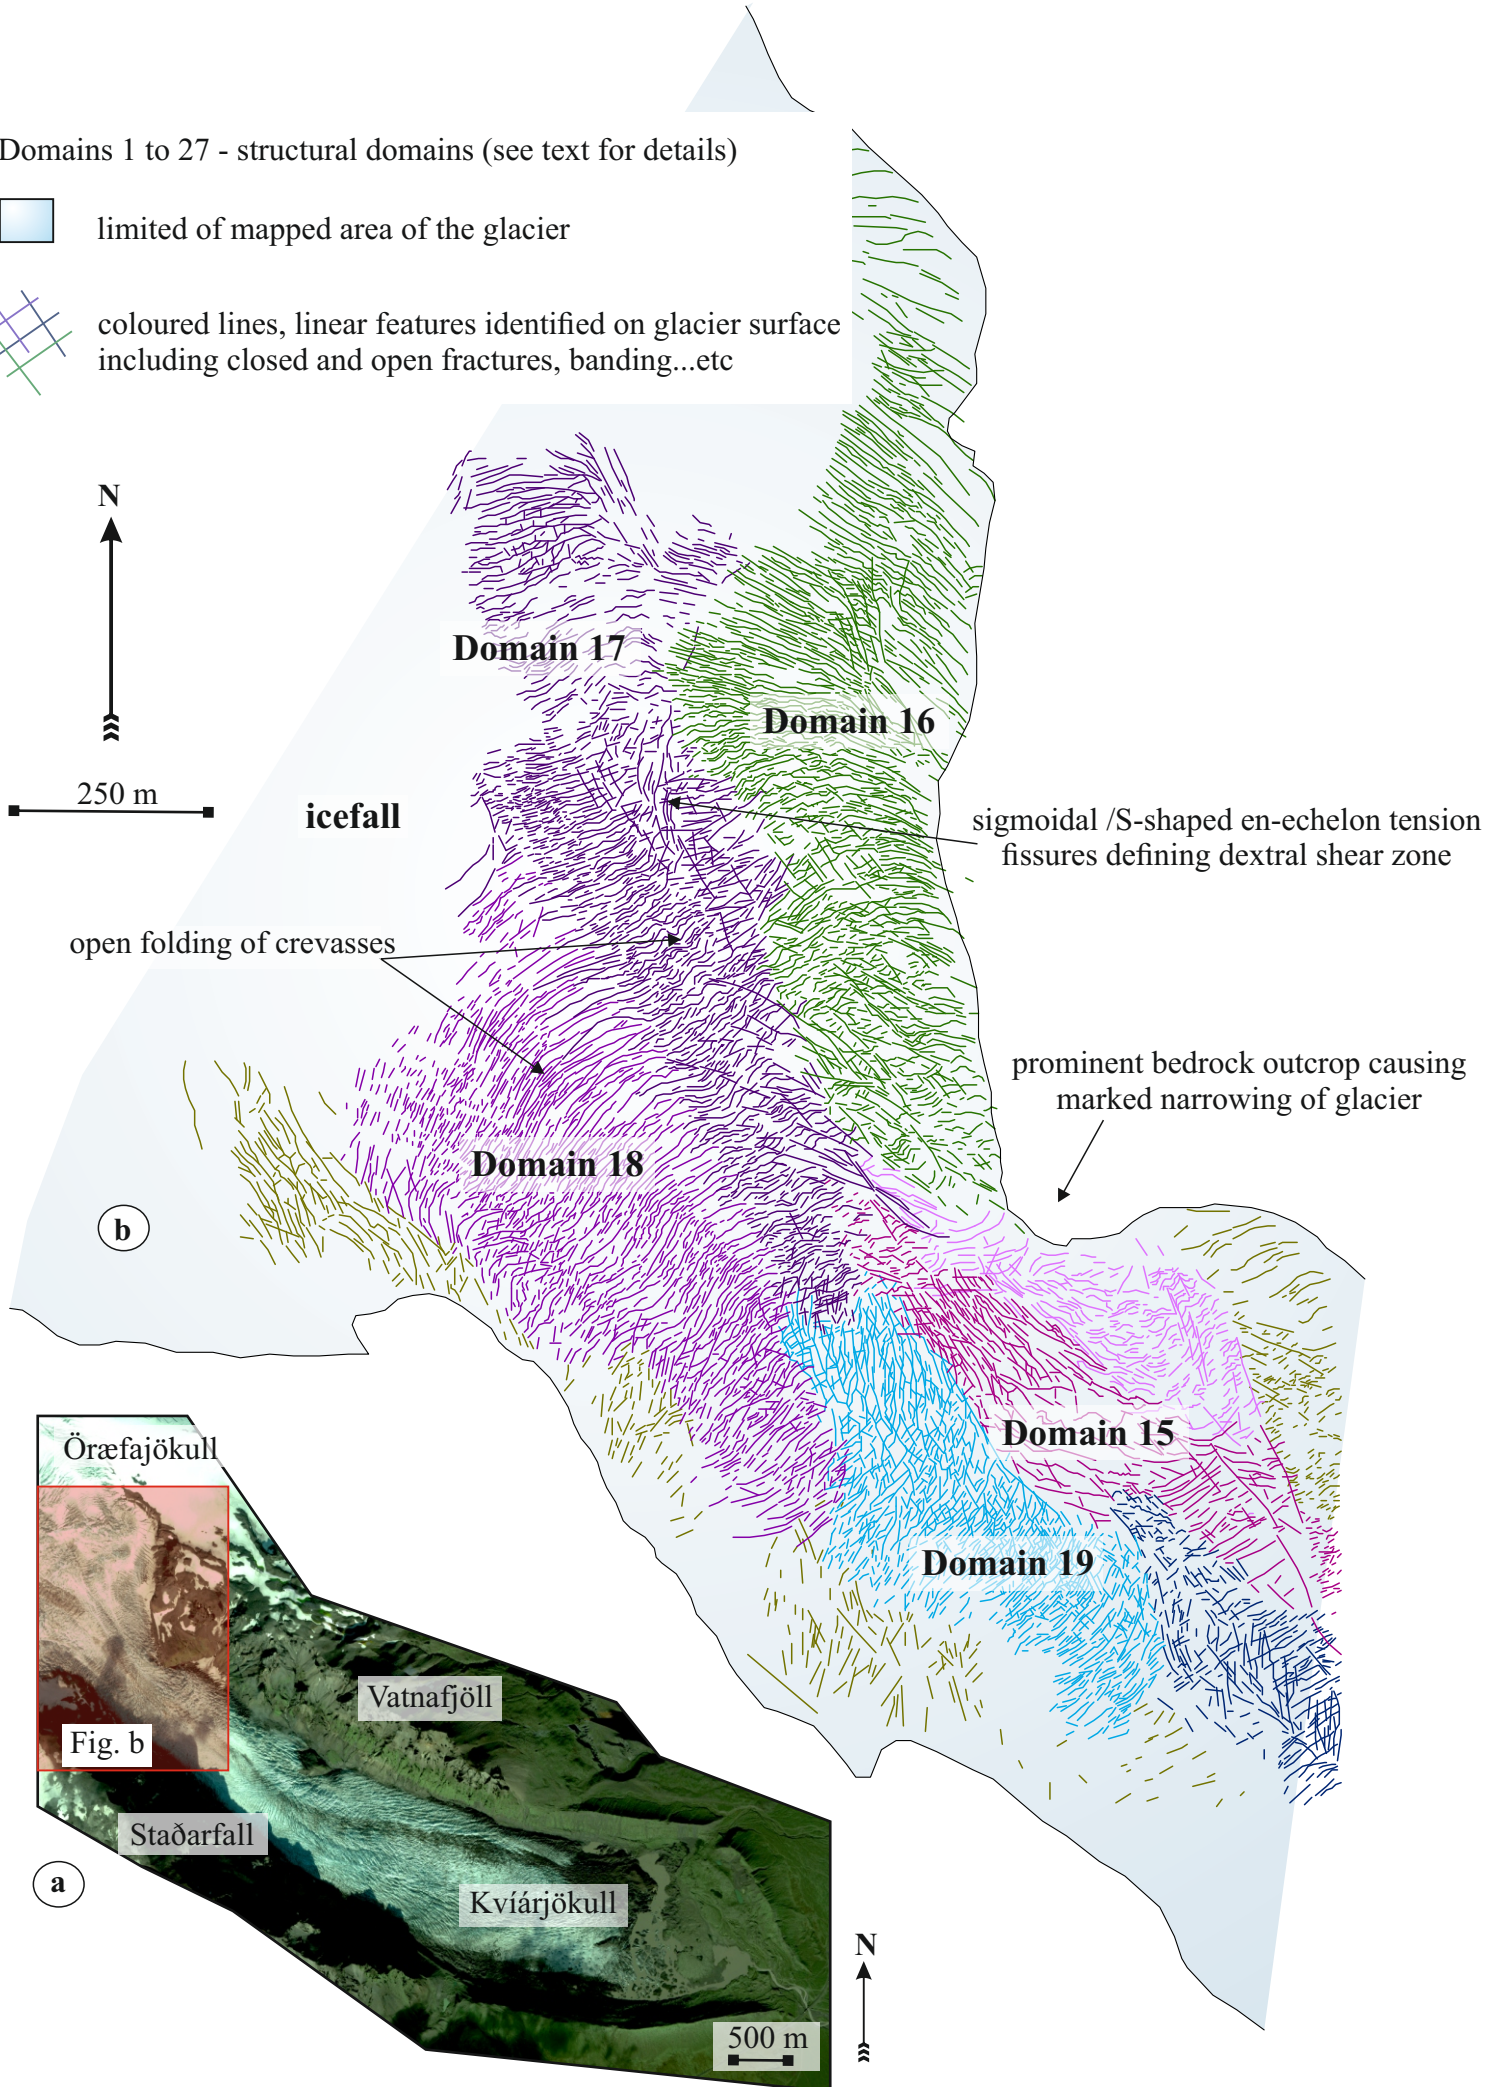 Domains 1 to 27 - structural domains (see text for details)
limited of mapped area of the glacier
coloured lines, linear features identified on glacier surface
including closed and open fractures, banding...etc
N
250 m
Domain 17
Domain 16
icefall
sigmoidal /S-shaped en-echelon tension
fissures defining dextral shear zone
open folding of crevasses
prominent bedrock outcrop causing
marked narrowing of glacier
Domain 18
b
Domain 15
Domain 19
Öræfajökull
Vatnafjöll
Fig. b
Staðarfall
a
Kvíárjökull
N
500 m